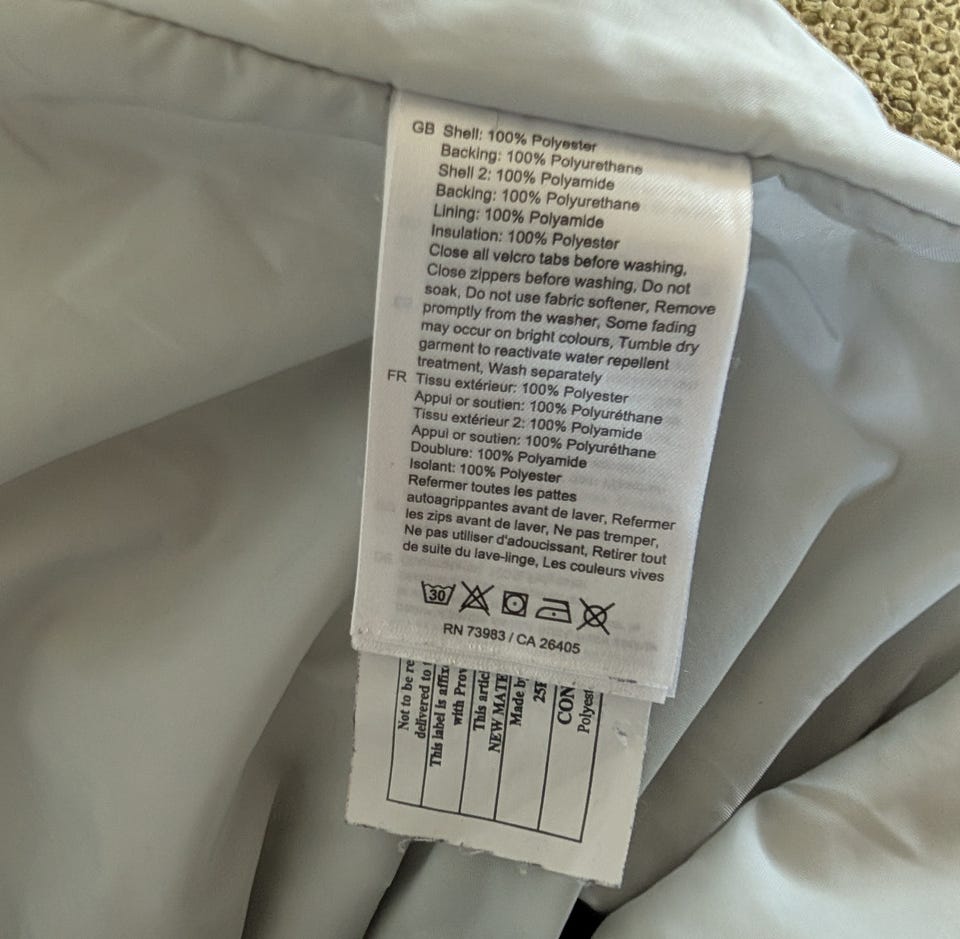 GB Shell: 100% Polyester
Backing: 100% Polyurethane
Shell 2: 100% Polyamide
Backing: 100% Polyurethane
Lining: 100% Polyamide
Insulation: 100% Polyester
Close all velcro tabs before washing,
Close zippers before washing, Do not
soak, Do not use fabric softener, Remove
promptly from the washer, Some fading
may occur on bright colours, Tumble dry
garment to reactivate water repellent
treatment, Wash separately
FR Tissu extérieur: 100% Polyester
Appui or soutien: 100% Polyuréthane
Tissu extérieur 2: 100% Polyamide
Appui or soutien: 100% Polyuréthane
Doublure: 100% Polyamide
Isolant: 100% Polyester
Refermer toutes les pattes
autoagrippantes avant de laver, Refermer
les zips avant de laver, Ne pas tremper,
Ne pas utiliser d'adoucissant, Retirer tout
de suite du lave-linge, Les couleurs vives
30
RN 73983 / CA 26405
Not to be re
delivered to
This label is affix
with Prov
This artic
NEW MATE
Made b
25
CON
Polyest